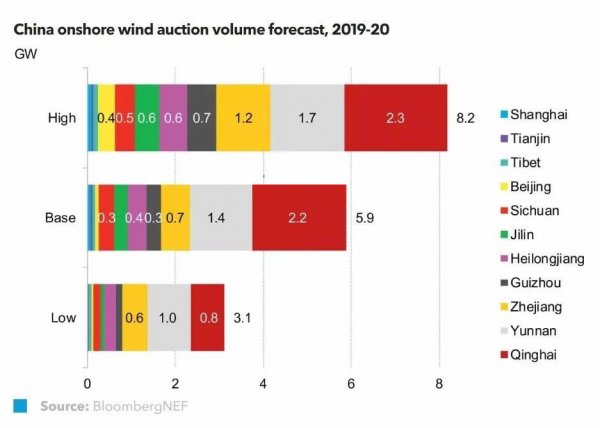 China onshore wind auction volume forecast, 2019-20
GW
High 0.4 0.5 0.6 0.6 0.7 1.2 1.7 2.3 8.2
Base 0.3 0.4 0.3 0.7 1.4 2.2 5.9
Low 0.6 1.0 0.8 3.1
0 2 4 6 8
Shanghai
Tianjin
Tibet
Beijing
Sichuan
Jilin
Heilongjiang
Guizhou
Zhejiang
Yunnan
Qinghai
Source: BloombergNEF